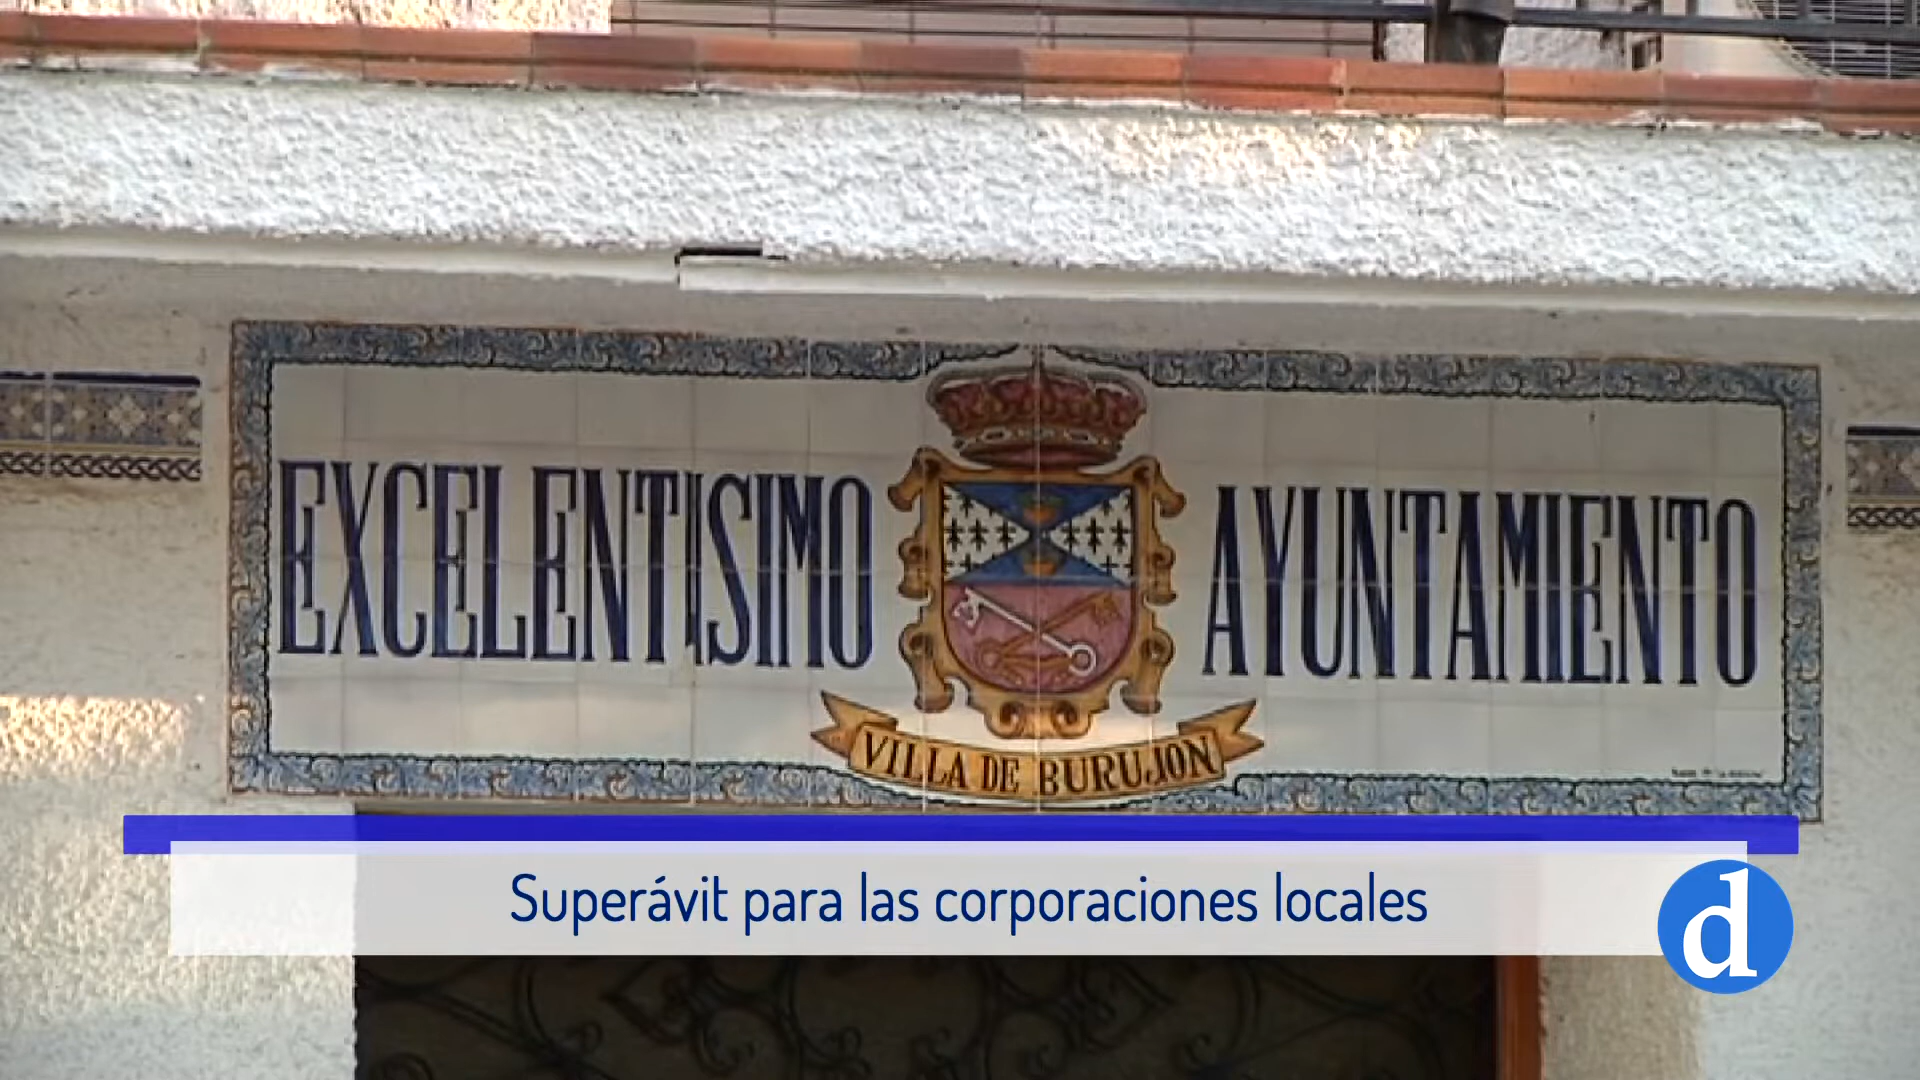 EXCELENTISIMO AYUNTAMIENTO
VILLA DE BURUJON
Superávit para las corporaciones locales
d